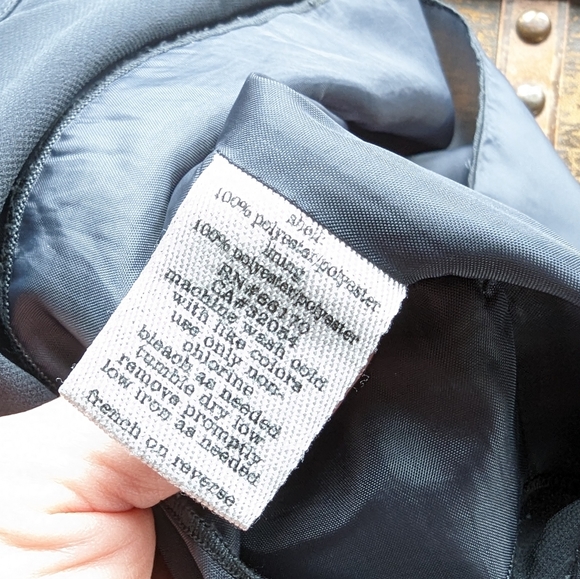 shell:
100% polyester/polyester
lining:
100% polyester/polyester
RN#66170
CA#32054
machine wash cold
with like colors
use only non-
chlorine
bleach as needed
tumble dry low
remove promptly
low iron as needed
french on reverse